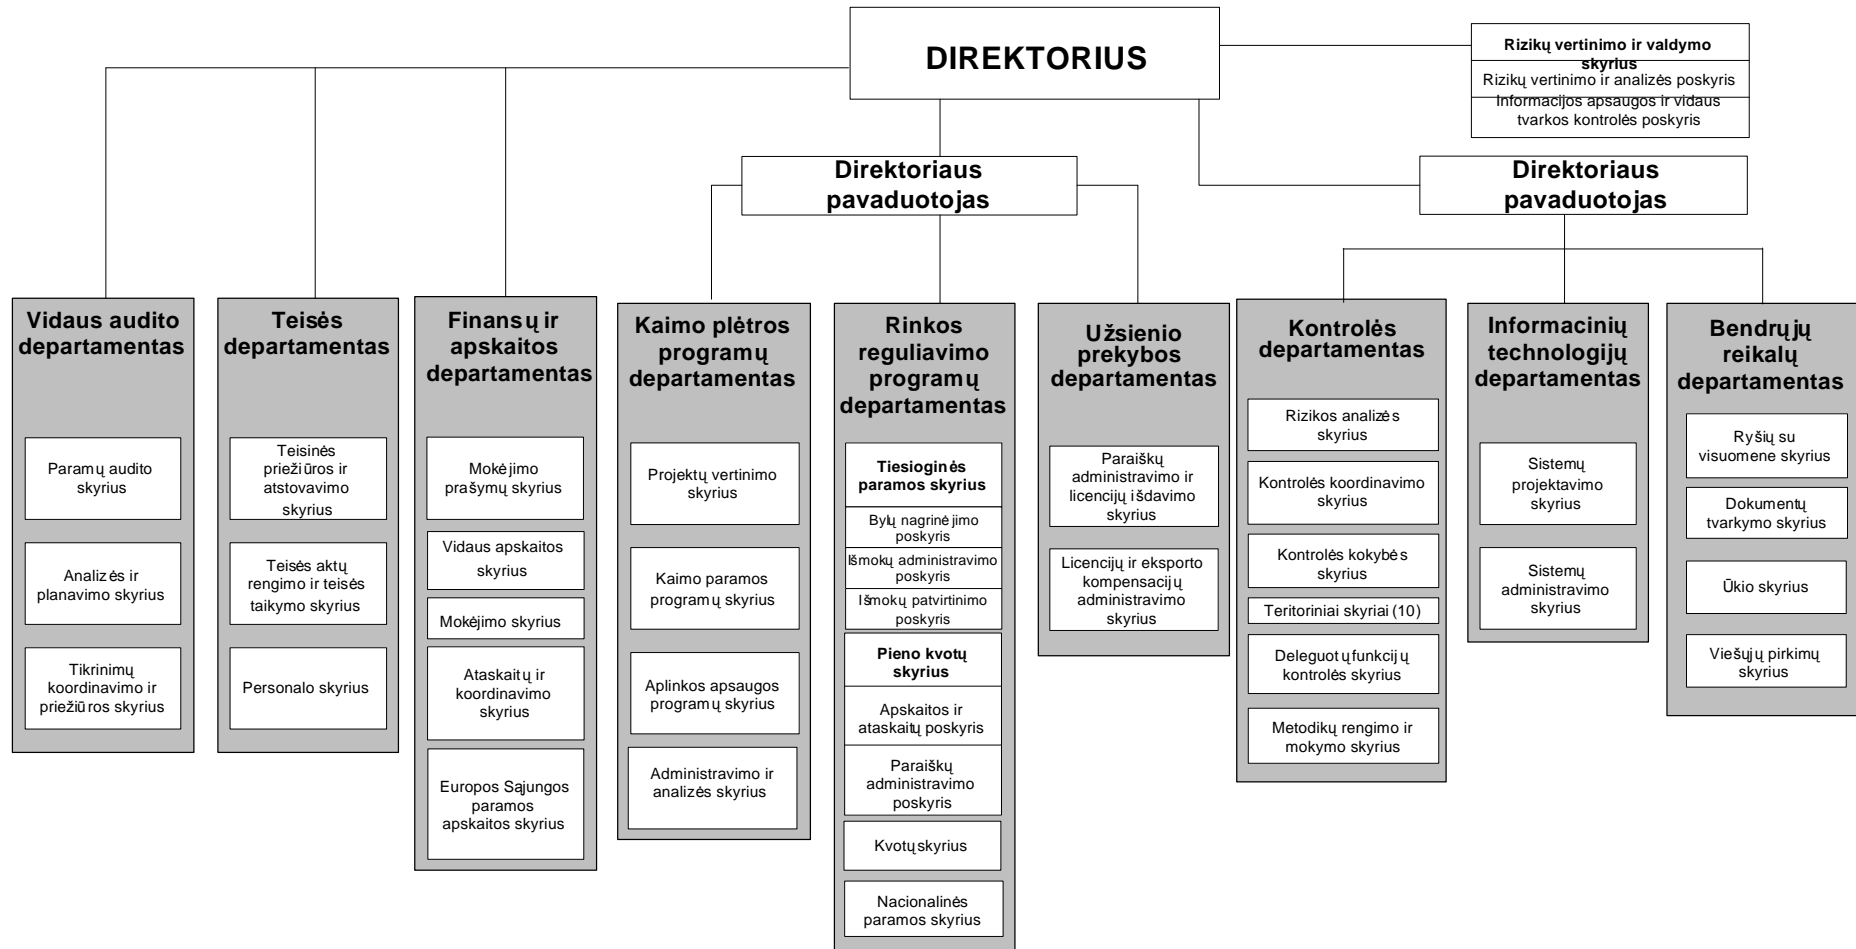 DIREKTORIUS
Rizikų vertinimo ir valdymo
skyrius
Rizikų vertinimo ir analizės poskyris
Informacijos apsaugos ir vidaus
tvarkos kontrolės poskyris
Direktoriaus
pavaduotojas
Direktoriaus
pavaduotojas
Vidaus audito
departamentas
Paramų audito
skyrius
Analizės ir
planavimo skyrius
Tikrinimų
koordinavimo ir
priežiūros skyrius
Teisės
departamentas
Teisinės
priežiūros ir
atstovavimo
skyrius
Teisės aktų
rengimo ir teisės
taikymo skyrius
Personalo skyrius
Finansų ir
apskaitos
departamentas
Mokėjimo
prašymų skyrius
Vidaus apskaitos
skyrius
Mokėjimo skyrius
Ataskaitų ir
koordinavimo
skyrius
Europos Sąjungos
paramos
apskaitos skyrius
Kaimo plėtros
programų
departamentas
Projektų vertinimo
skyrius
Kaimo paramos
programų skyrius
Aplinkos apsaugos
programų skyrius
Administravimo ir
analizės skyrius
Rinkos
reguliavimo
programų
departamentas
Tiesioginės
paramos skyrius
Bylų nagrinėjimo
poskyris
Išmokų administravimo
poskyris
Išmokų patvirtinimo
poskyris
Pieno kvotų
skyrius
Apskaitos ir
ataskaitų poskyris
Paraiškų
administravimo
poskyris
Kvotų skyrius
Nacionalinės
paramos skyrius
Užsienio
prekybos
departamentas
Paraiškų
administravimo ir
licencijų išdavimo
skyrius
Licencijų ir eksporto
kompensacijų
administravimo
skyrius
Kontrolės
departamentas
Rizikos analizės
skyrius
Kontrolės koordinavimo
skyrius
Kontrolės kokybės
skyrius
Teritoriniai skyriai (10)
Deleguotų funkcijų
kontrolės skyrius
Metodikų rengimo ir
mokymo skyrius
Informacinių
technologijų
departamentas
Sistemų
projektavimo
skyrius
Sistemų
administravimo
skyrius
Bendrųjų
reikalų
departamentas
Ryšių su
visuomene skyrius
Dokumentų
tvarkymo skyrius
Ūkio skyrius
Viešųjų pirkimų
skyrius